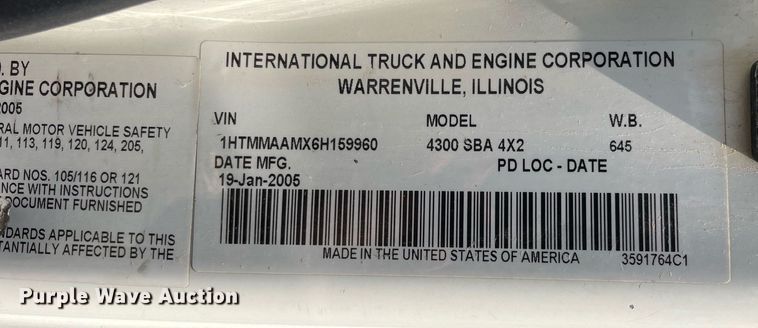 D. BY
GINE CORPORATION
2005
RAL MOTOR VEHICLE SAFETY
11, 113, 119, 120, 124, 205,
ARD NOS. 105/116 OR 121
ANCE WITH INSTRUCTIONS
DOCUMENT FURNISHED
NDARDS APPLICABLE TO THIS
TANTIALLY AFFECTED BY THE
INTERNATIONAL TRUCK AND ENGINE CORPORATION
WARRENVILLE, ILLINOIS
VIN MODEL W.B.
1HTMMAAMX6H159960 4300 SBA 4X2 645
DATE MFG. PD LOC - DATE
19-Jan-2005
MADE IN THE UNITED STATES OF AMERICA 3591764C1
Purple Wave Auction